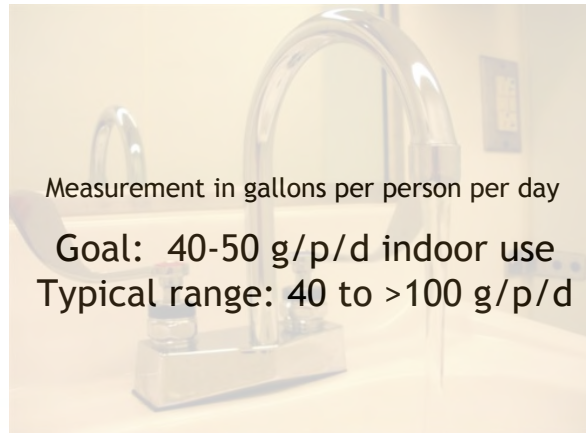 Measurement in gallons per person per day
Goal: 40-50 g/p/d indoor use
Typical range: 40 to >100 g/p/d